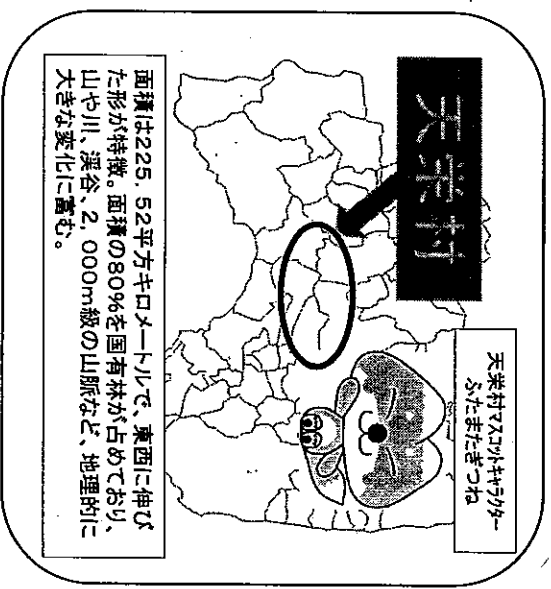 天栄村
天栄村マスコットキャラクター
ふたまたぎつね
面積は225.52平方キロメートルで、東西に伸び
た形が特徴。面積の80%を国有林が占めており、
山や川、渓谷、2,000m級の山脈など、地理的に
大きな変化に富む。